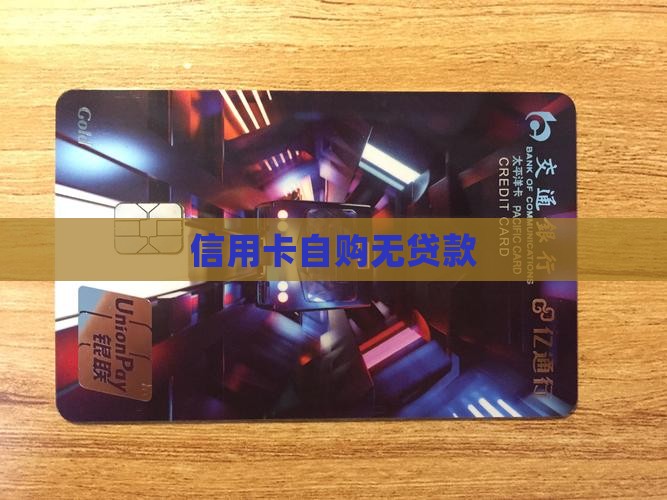 信用卡自购无贷款
交通銀行
BANK OF COMMUNICATIONS
太平洋卡 PACIFIC CARD
CREDIT CARD
亿通行
Gold
UnionPay
银联